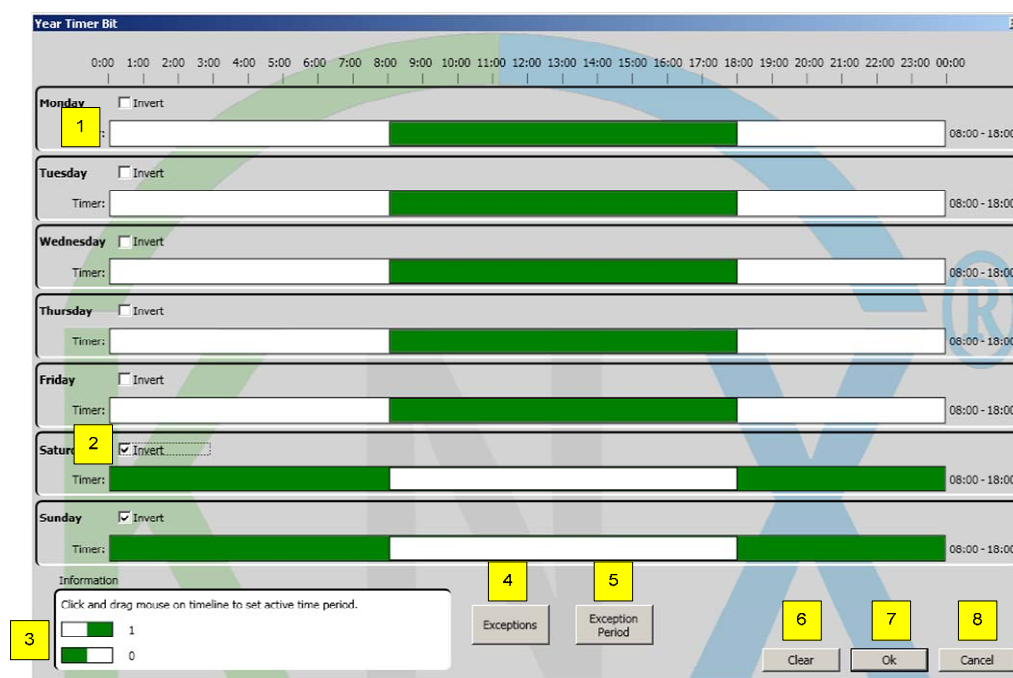 Year Timer Bit
0:00 1:00 2:00 3:00 4:00 5:00 6:00 7:00 8:00 9:00 10:00 11:00 12:00 13:00 14:00 15:00 16:00 17:00 18:00 19:00 20:00 21:00 22:00 23:00 00:00
Monday Invert
1 : 08:00 - 18:00
Tuesday Invert
Timer: 08:00 - 18:00
Wednesday Invert
Timer: 08:00 - 18:00
Thursday Invert
Timer: 08:00 - 18:00
Friday Invert
Timer: 08:00 - 18:00
Satur 2 Invert
Timer: 08:00 - 18:00
Sunday Invert
Timer: 08:00 - 18:00
Information
4 5
Click and drag mouse on timeline to set active time period.
Exceptions
Exception
Period
6 7 8
3
1
0
Clear Ok Cancel
KNX
®